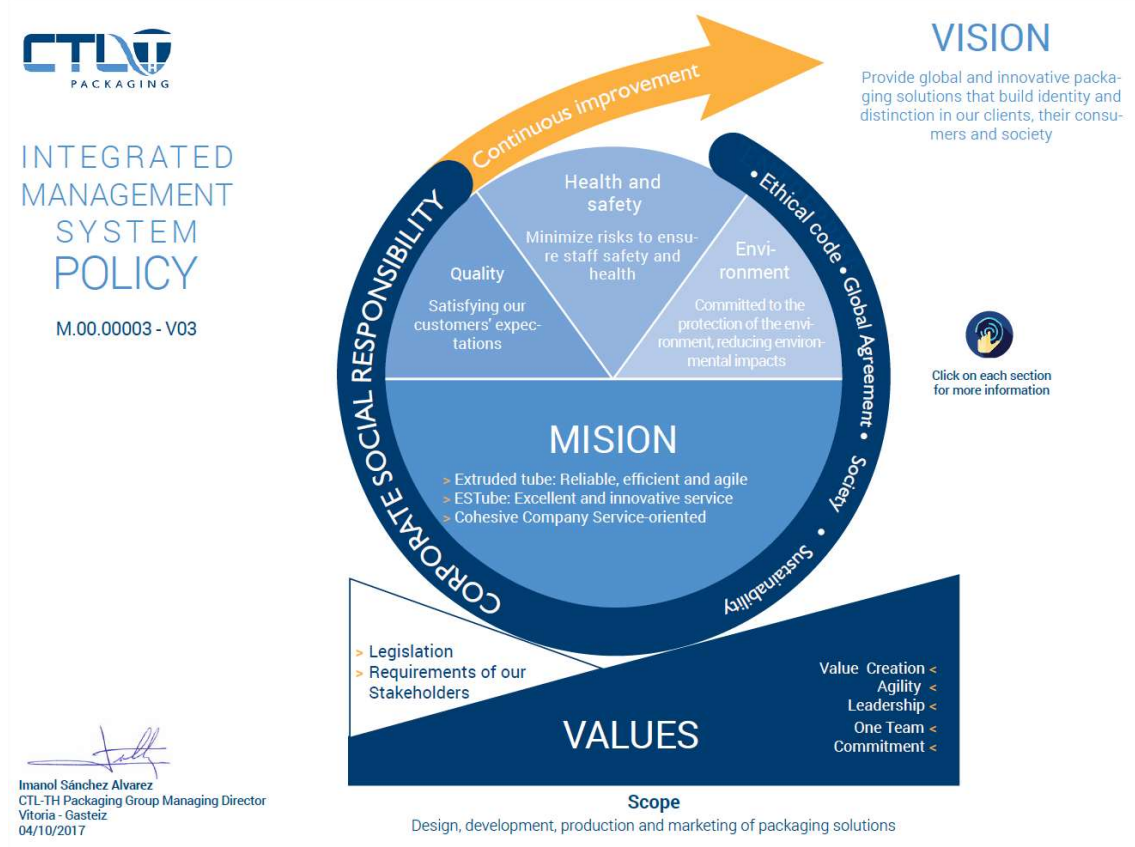 CTL TH
PACKAGING
INTEGRATED
MANAGEMENT
SYSTEM
POLICY
M.00.00003 - V03
VISION
Provide global and innovative packa-
ging solutions that build identity and
distinction in our clients, their consu-
mers and society
Continuous improvement
CORPORATE SOCIAL RESPONSIBILITY
• Ethical code • Global Agreement • Society • Sustainability
Health and
safety
Minimize risks to ensu-
re staff safety and
health
Quality
Satisfying our
customers' expec-
tations
Envi-
ronment
Committed to the
protection of the envi-
ronment, reducing environ-
mental impacts
Click on each section
for more information
MISION
> Extruded tube: Reliable, efficient and agile
> ESTube: Excellent and innovative service
> Cohesive Company Service-oriented
> Legislation
> Requirements of our
Stakeholders
VALUES
Value Creation <
Agility <
Leadership <
One Team <
Commitment <
Imanol Sánchez Alvarez
CTL-TH Packaging Group Managing Director
Vitoria - Gasteiz
04/10/2017
Scope
Design, development, production and marketing of packaging solutions